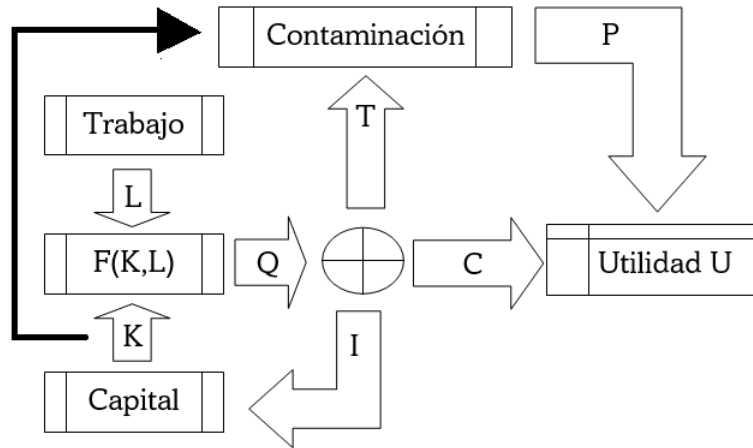 Contaminación
P
Trabajo
T
L
F(K,L)
Q
C
Utilidad U
K
I
Capital